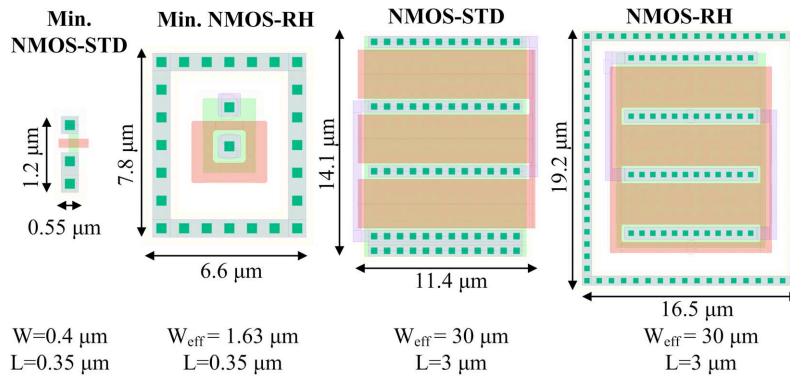 Min.
NMOS-STD
Min. NMOS-RH
NMOS-STD
NMOS-RH
1.2 μm
0.55 μm
7.8 μm
6.6 μm
14.1 μm
11.4 μm
19.2 μm
16.5 μm
W=0.4 μm
L=0.35 μm
Weff = 1.63 μm
L=0.35 μm
Weff = 30 μm
L=3 μm
Weff = 30 μm
L=3 μm